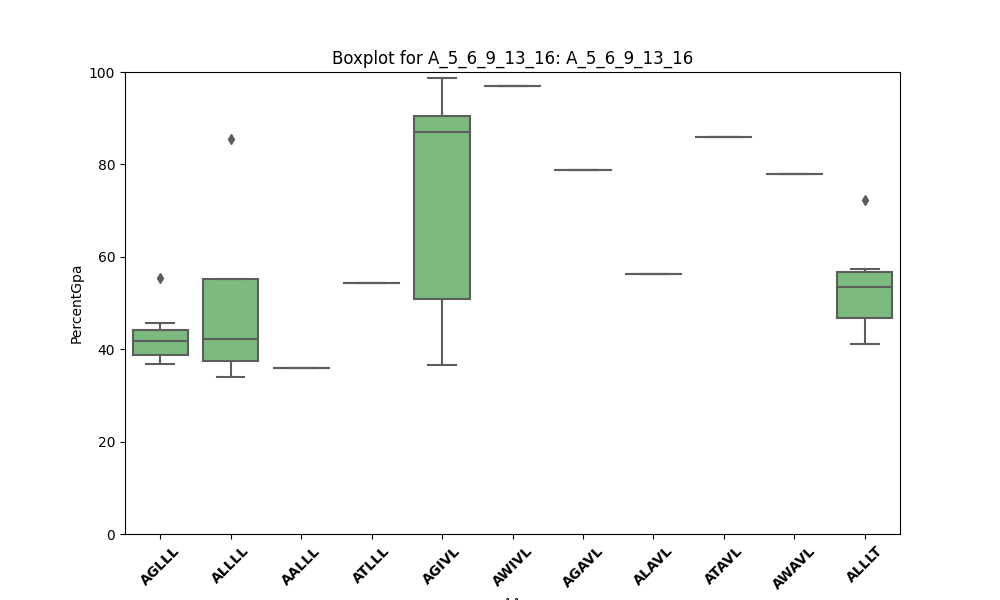 Boxplot for A_5_6_9_13_16: A_5_6_9_13_16
100
80
60
40
20
0
PercentGpa
AGLLL
ALLLL
AALLL
ATLLL
AGIVL
AWIVL
AGAVL
ALAVL
ATAVL
AWAVL
ALLLT